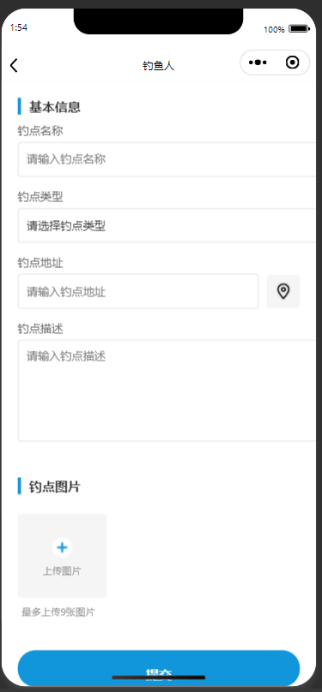 1:54
100%
钓鱼人
基本信息
钓点名称
请输入钓点名称
钓点类型
请选择钓点类型
钓点地址
请输入钓点地址
钓点描述
请输入钓点描述
钓点图片
上传图片
最多上传9张图片
提交